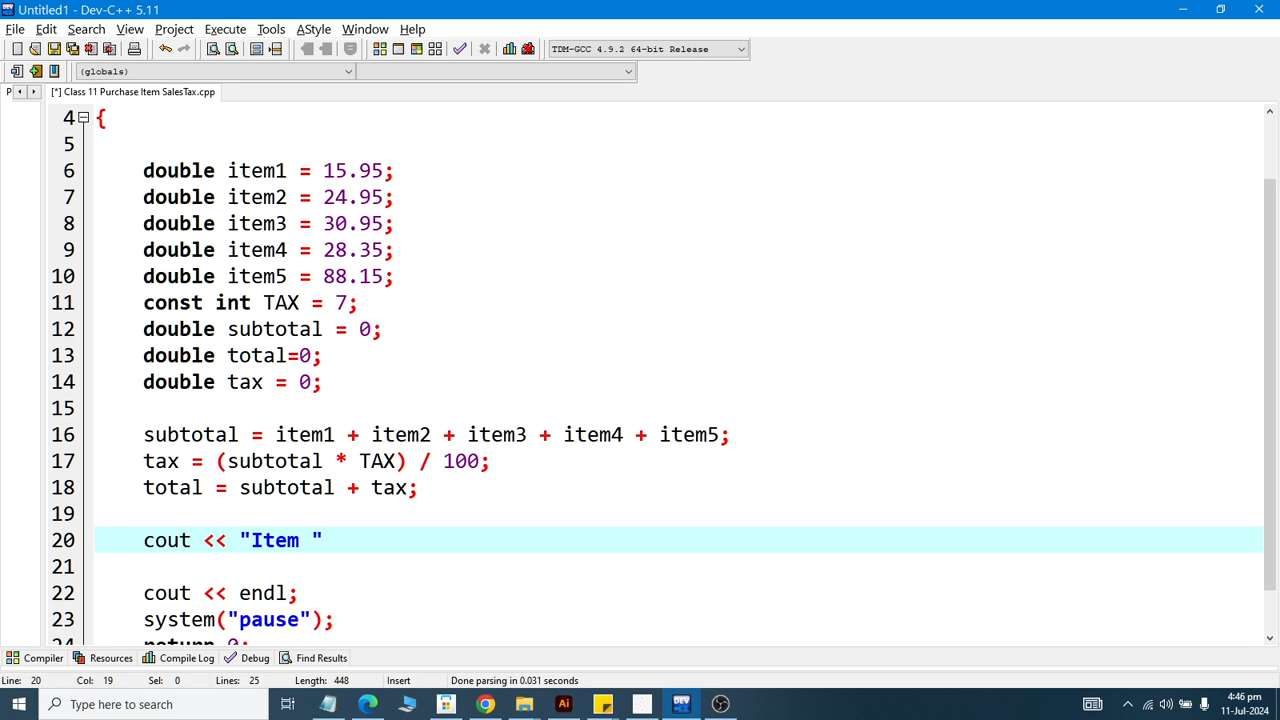 Untitled1 - Dev-C++ 5.11
File Edit Search View Project Execute Tools AStyle Window Help
TDM-GCC 4.9.2 64-bit Release
(globals)
P [*] Class 11 Purchase Item SalesTax.cpp
4 {
5
6 double item1 = 15.95;
7 double item2 = 24.95;
8 double item3 = 30.95;
9 double item4 = 28.35;
10 double item5 = 88.15;
11 const int TAX = 7;
12 double subtotal = 0;
13 double total=0;
14 double tax = 0;
15
16 subtotal = item1 + item2 + item3 + item4 + item5;
17 tax = (subtotal * TAX) / 100;
18 total = subtotal + tax;
19
20 cout << "Item "
21
22 cout << endl;
23 system("pause");
24 return 0;
Compiler Resources Compile Log Debug Find Results
Line: 20 Col: 19 Sel: 0 Lines: 25 Length: 448 Insert Done parsing in 0.031 seconds
Type here to search
Ai
DEV
4:46 pm
11-Jul-2024